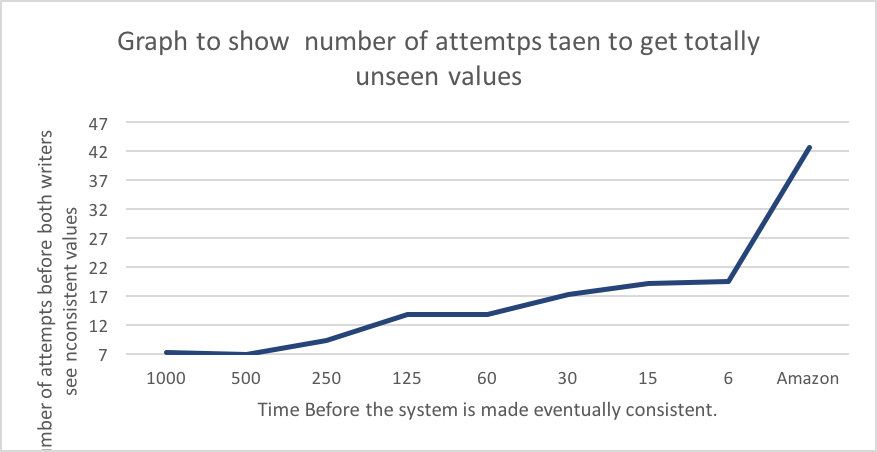 Graph to show  number of attemtps taen to get totally
unseen values
mber of attempts before both writers
see nconsistent values
47
42
37
32
27
22
17
12
7
1000 500 250 125 60 30 15 6 Amazon
Time Before the system is made eventually consistent.